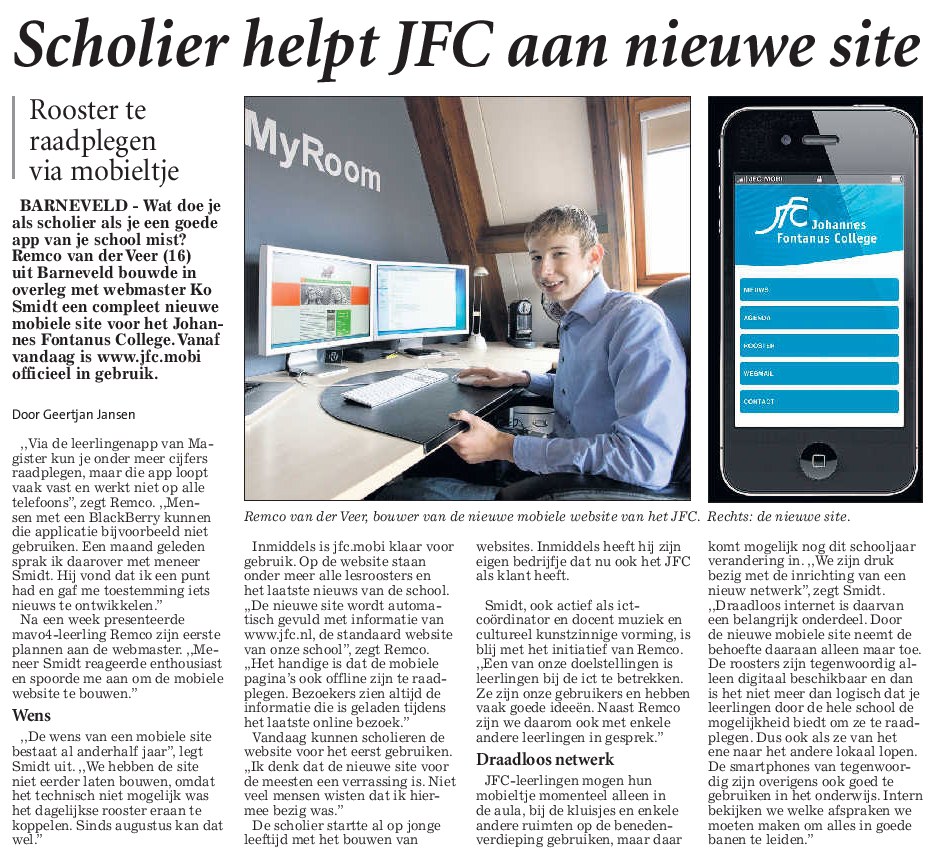 Scholier helpt JFC aan nieuwe site
Rooster te
raadplegen
via mobieltje
BARNEVELD - Wat doe je
als scholier als je een goede
app van je school mist?
Remco van der Veer (16)
uit Barneveld bouwde in
overleg met webmaster Ko
Smidt een compleet nieuwe
mobiele site voor het Johan-
nes Fontanus College. Vanaf
vandaag is www.jfc.mobi
officieel in gebruik.
Door Geertjan Jansen
,,Via de leerlingenapp van Ma-
gister kun je onder meer cijfers
raadplegen, maar die app loopt
vaak vast en werkt niet op alle
telefoons”, zegt Remco. ,,Men-
sen met een BlackBerry kunnen
die applicatie bijvoorbeeld niet
gebruiken. Een maand geleden
sprak ik daarover met meneer
Smidt. Hij vond dat ik een punt
had en gaf me toestemming iets
nieuws te ontwikkelen.”
Na een week presenteerde
mavo4-leerling Remco zijn eerste
plannen aan de webmaster. ,,Me-
neer Smidt reageerde enthousiast
en spoorde me aan om de mobiele
website te bouwen.”
Wens
,,De wens van een mobiele site
bestaat al anderhalf jaar”, legt
Smidt uit. ,,We hebben de site
niet eerder laten bouwen, omdat
het technisch niet mogelijk was
het dagelijkse rooster eraan te
koppelen. Sinds augustus kan dat
wel.”
MyRoom
JFC MOBI
JFC Johannes
Fontanus College
NIEUWS
AGENDA
ROOSTER
WEBMAIL
CONTACT
Remco van der Veer, bouwer van de nieuwe mobiele website van het JFC. Rechts: de nieuwe site.
Inmiddels is jfc.mobi klaar voor
gebruik. Op de website staan
onder meer alle lesroosters en
het laatste nieuws van de school.
„De nieuwe site wordt automa-
tisch gevuld met informatie van
www.jfc.nl, de standaard website
van onze school”, zegt Remco.
„Het handige is dat de mobiele
pagina’s ook offline zijn te raad-
plegen. Bezoekers zien altijd de
informatie die is geladen tijdens
het laatste online bezoek.”
Vandaag kunnen scholieren de
website voor het eerst gebruiken.
„Ik denk dat de nieuwe site voor
de meesten een verrassing is. Niet
veel mensen wisten dat ik hier-
mee bezig was.”
De scholier startte al op jonge
leeftijd met het bouwen van
websites. Inmiddels heeft hij zijn
eigen bedrijfje dat nu ook het JFC
als klant heeft.
Smidt, ook actief als ict-
coördinator en docent muziek en
cultureel kunstzinnige vorming, is
blij met het initiatief van Remco.
,,Een van onze doelstellingen is
leerlingen bij de ict te betrekken.
Ze zijn onze gebruikers en hebben
vaak goede ideeën. Naast Remco
zijn we daarom ook met enkele
andere leerlingen in gesprek.”
Draadloos netwerk
JFC-leerlingen mogen hun
mobieltje momenteel alleen in
de aula, bij de kluisjes en enkele
andere ruimten op de beneden-
verdieping gebruiken, maar daar
komt mogelijk nog dit schooljaar
verandering in. ,,We zijn druk
bezig met de inrichting van een
nieuw netwerk”, zegt Smidt.
,,Draadloos internet is daarvan
een belangrijk onderdeel. Door
de nieuwe mobiele site neemt de
behoefte daaraan alleen maar toe.
De roosters zijn tegenwoordig al-
leen digitaal beschikbaar en dan
is het niet meer dan logisch dat je
leerlingen door de hele school de
mogelijkheid biedt om ze te raad-
plegen. Dus ook als ze van het
ene naar het andere lokaal lopen.
De smartphones van tegenwoor-
dig zijn overigens ook goed te
gebruiken in het onderwijs. Intern
bekijken we welke afspraken we
moeten maken om alles in goede
banen te leiden.”